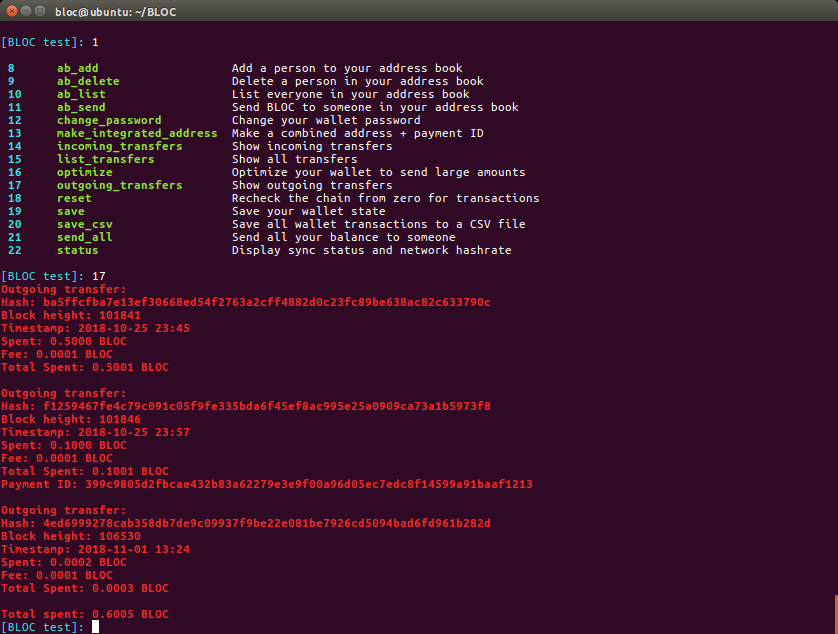 bloc@ubuntu: ~/BLOC
[BLOC test]: 1
8 ab_add Add a person to your address book
9 ab_delete Delete a person in your address book
10 ab_list List everyone in your address book
11 ab_send Send BLOC to someone in your address book
12 change_password Change your wallet password
13 make_integrated_address Make a combined address + payment ID
14 incoming_transfers Show incoming transfers
15 list_transfers Show all transfers
16 optimize Optimize your wallet to send large amounts
17 outgoing_transfers Show outgoing transfers
18 reset Recheck the chain from zero for transactions
19 save Save your wallet state
20 save_csv Save all wallet transactions to a CSV file
21 send_all Send all your balance to someone
22 status Display sync status and network hashrate
[BLOC test]: 17
Outgoing transfer:
Hash: ba5ffcfba7e13ef30668ed54f2763a2cff4882d0c23fc89be638ac82c633790c
Block height: 101841
Timestamp: 2018-10-25 23:45
Spent: 0.5000 BLOC
Fee: 0.0001 BLOC
Total Spent: 0.5001 BLOC
Outgoing transfer:
Hash: f1259467fe4c79c091c05f9fe335bda6f45ef8ac995e25a0909ca73a1b5973f8
Block height: 101846
Timestamp: 2018-10-25 23:57
Spent: 0.1000 BLOC
Fee: 0.0001 BLOC
Total Spent: 0.1001 BLOC
Payment ID: 399c9805d2fbcae432b83a62279e3e9f00a96d05ec7edc8f14599a91baaf1213
Outgoing transfer:
Hash: 4ed6999278cab358db7de9c09937f9be22e081be7926cd5094bad6fd961b282d
Block height: 106530
Timestamp: 2018-11-01 13:24
Spent: 0.0002 BLOC
Fee: 0.0001 BLOC
Total Spent: 0.0003 BLOC
Total spent: 0.6005 BLOC
[BLOC test]: